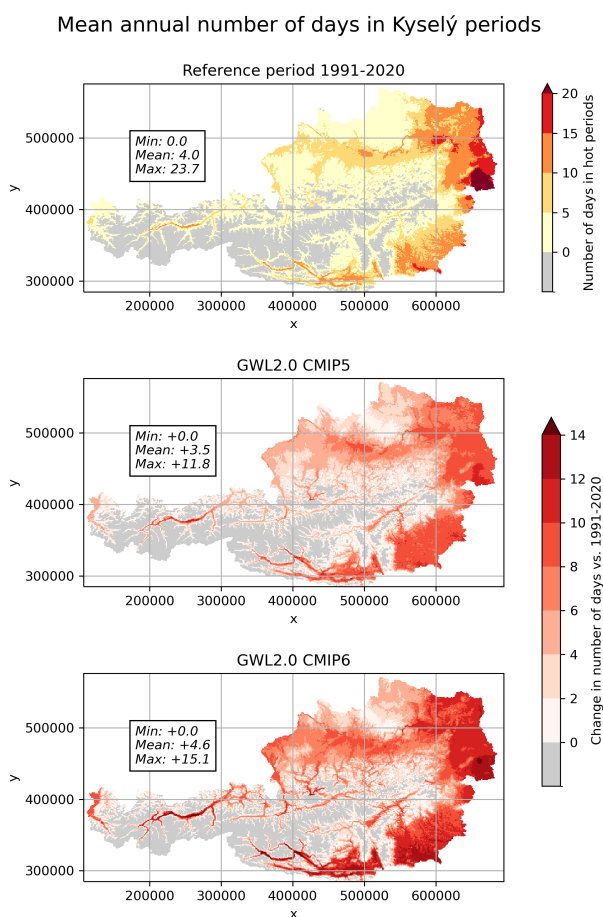 Mean annual number of days in Kyselý periods
Reference period 1991-2020
500000
400000
300000
y
Min: 0.0
Mean: 4.0
Max: 23.7
200000 300000 400000 500000 600000
x
20
15
10
5
0
Number of days in hot periods
GWL2.0 CMIP5
500000
400000
300000
y
Min: +0.0
Mean: +3.5
Max: +11.8
200000 300000 400000 500000 600000
x
14
12
10
8
6
4
2
0
Change in number of days vs. 1991-2020
GWL2.0 CMIP6
500000
400000
300000
y
Min: +0.0
Mean: +4.6
Max: +15.1
200000 300000 400000 500000 600000
x